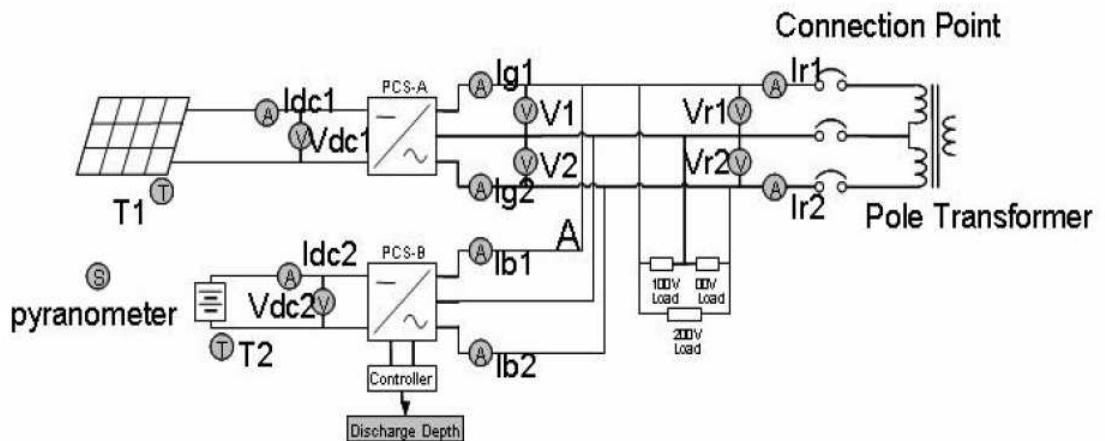 Connection Point
Ig1
Ir1
PCS-A
A
A
Idc1
A
V
V1
Vr1
V
V
Vdc1
V
V2
Vr2
V
A
A
T
T1
Ig2
Ir2
Pole Transformer
A
PCS-B
A
Ib1
Idc2
S
A
100V
Load
00V
Load
Vdc2
V
pyranometer
200V
Load
T
T2
A
Ib2
Controller
Discharge Depth